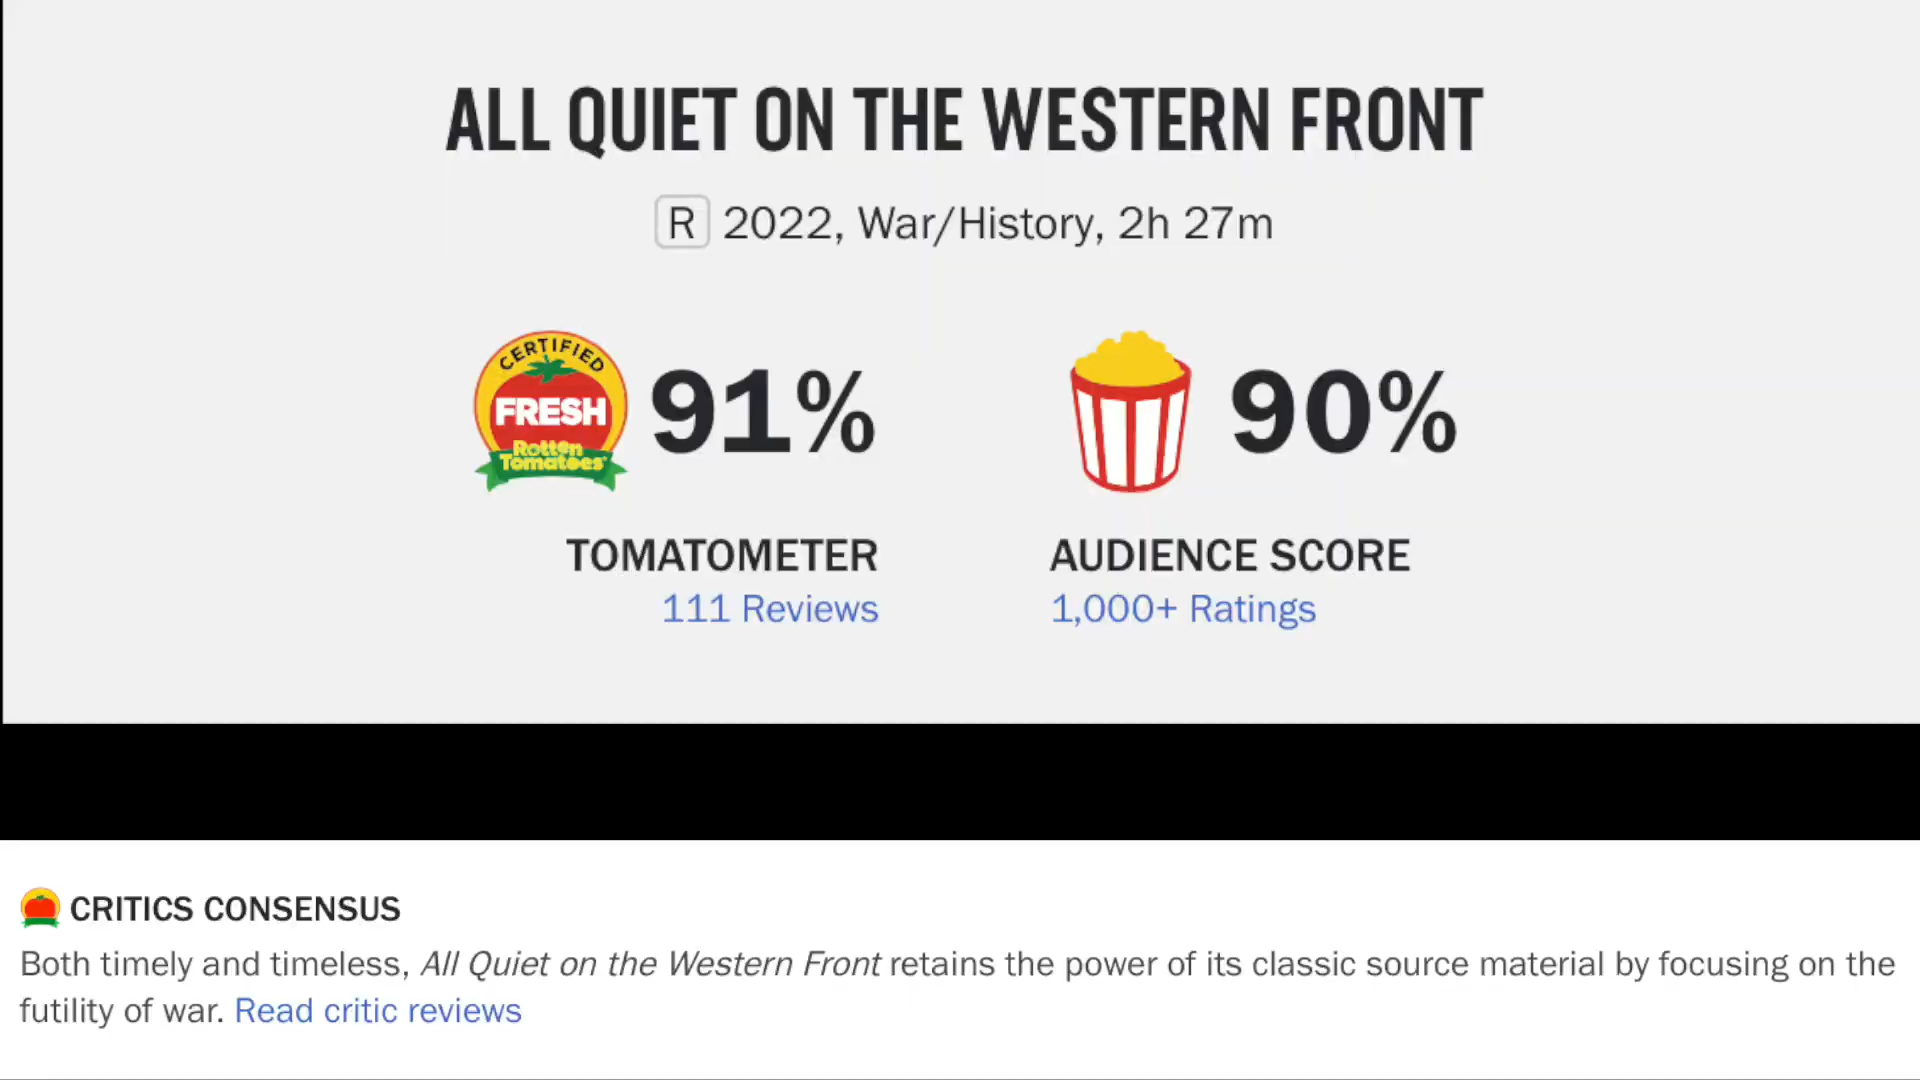 ALL QUIET ON THE WESTERN FRONT
R 2022, War/History, 2h 27m
CERTIFIED
FRESH
Rotten
Tomatoes
91%
90%
TOMATOMETER
AUDIENCE SCORE
111 Reviews
1,000+ Ratings
CRITICS CONSENSUS
Both timely and timeless, All Quiet on the Western Front retains the power of its classic source material by focusing on the
futility of war. Read critic reviews